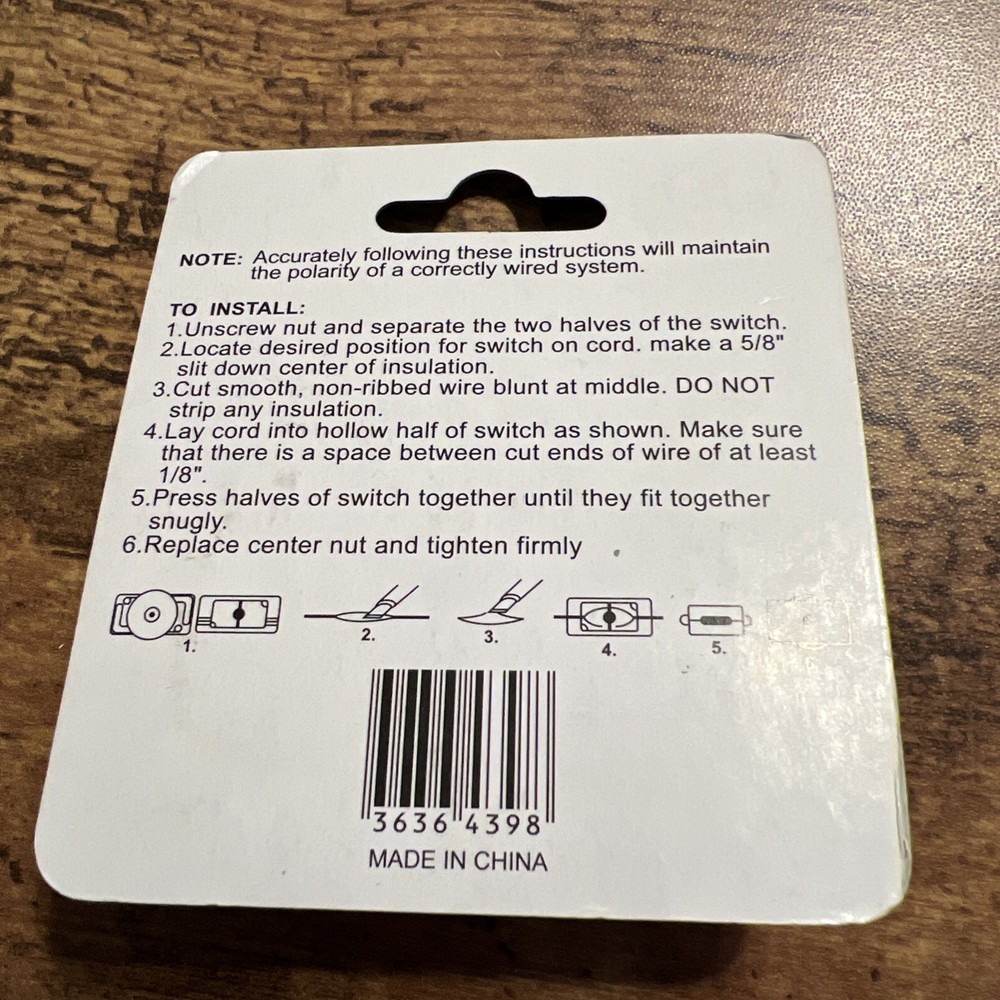 NOTE: Accurately following these instructions will maintain
the polarity of a correctly wired system.
TO INSTALL:
1.Unscrew nut and separate the two halves of the switch.
2.Locate desired position for switch on cord. make a 5/8"
slit down center of insulation.
3.Cut smooth, non-ribbed wire blunt at middle. DO NOT
strip any insulation.
4.Lay cord into hollow half of switch as shown. Make sure
that there is a space between cut ends of wire of at least
1/8".
5.Press halves of switch together until they fit together
snugly.
6.Replace center nut and tighten firmly
1. 2. 3. 4. 5.
3636 4398
MADE IN CHINA